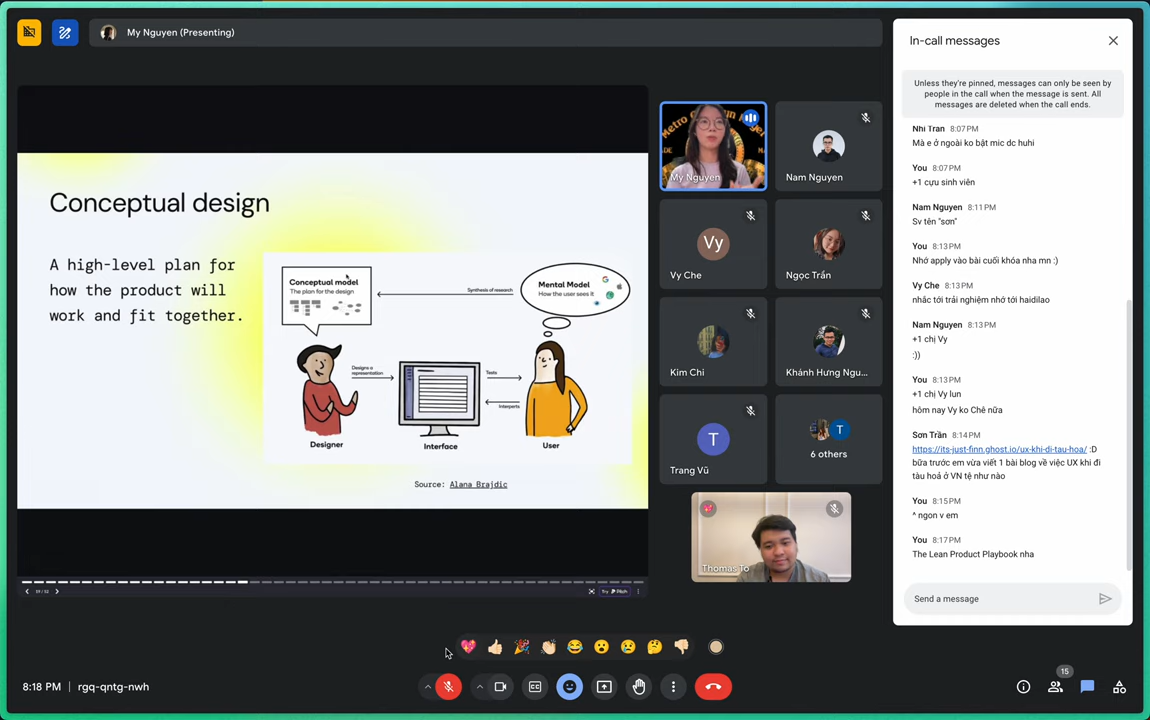 My Nguyen (Presenting)
Conceptual design
A high-level plan for
how the product will
work and fit together.
Conceptual model
The plan for the design
Synthesis of research
Mental Model
How the user sees it
Designs a
representation
Tests
Interprets
Designer
Interface
User
Source: Alana Brajdic
19 / 52
Try Pitch
My Nguyen
Nam Nguyen
Vy
Vy Che
Ngọc Trần
Kim Chi
Khánh Hưng Ngu...
T
Trang Vũ
T
6 others
Thomas To
In-call messages
Unless they're pinned, messages can only be seen by
people in the call when the message is sent. All
messages are deleted when the call ends.
Nhi Tran 8:07 PM
Mà e ở ngoài ko bật mic dc huhi
You 8:07 PM
+1 cựu sinh viên
Nam Nguyen 8:11 PM
Sv tên "sơn"
You 8:13 PM
Nhớ apply vào bài cuối khóa nha mn :)
Vy Che 8:13 PM
nhắc tới trải nghiệm nhớ tới haidilao
Nam Nguyen 8:13 PM
+1 chị Vy
:))
You 8:13 PM
+1 chị Vy lun
hôm nay Vy ko Chê nữa
Sơn Trần 8:14 PM
https://its-just-finn.ghost.io/ux-khi-di-tau-hoa/ :D
bữa trước em vừa viết 1 bài blog về việc UX khi đi
tàu hoả ở VN tệ như nào
You 8:15 PM
^ ngon v em
You 8:17 PM
The Lean Product Playbook nha
Send a message
8:18 PM | rgq-qntg-nwh
15